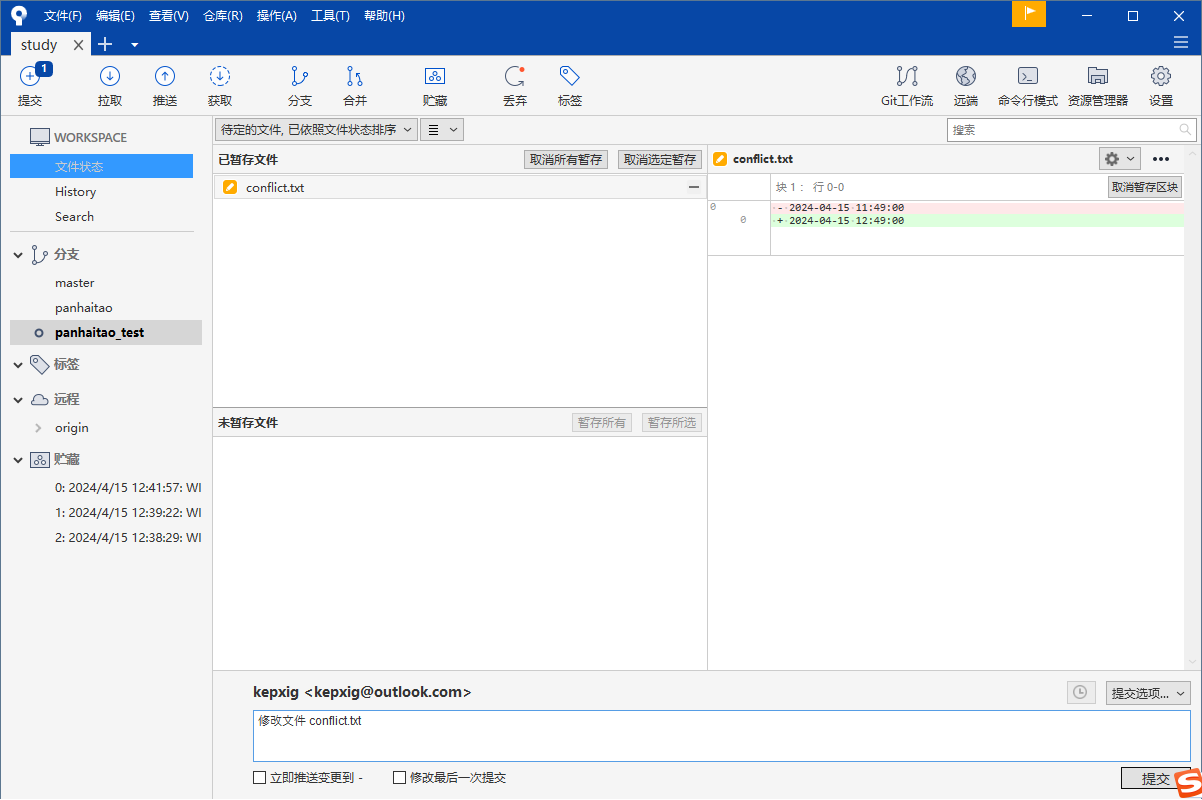 文件(F) 编辑(E) 查看(V) 仓库(R) 操作(A) 工具(T) 帮助(H)
study
1
提交 拉取 推送 获取 分支 合并 贮藏 丢弃 标签 Git工作流 远端 命令行模式 资源管理器 设置
WORKSPACE
文件状态
History
Search
分支
master
panhaitao
panhaitao_test
标签
远程
origin
贮藏
0: 2024/4/15 12:41:57: WI
1: 2024/4/15 12:39:22: WI
2: 2024/4/15 12:38:29: WI
待定的文件, 已依照文件状态排序
搜索
已暂存文件 取消所有暂存 取消选定暂存
conflict.txt
未暂存文件 暂存所有 暂存所选
conflict.txt
块 1： 行 0-0 取消暂存区块
0 - 2024-04-15 11:49:00
0 + 2024-04-15 12:49:00
kepxig <kepxig@outlook.com> 提交选项...
修改文件 conflict.txt
立即推送变更到 - 修改最后一次提交
提交